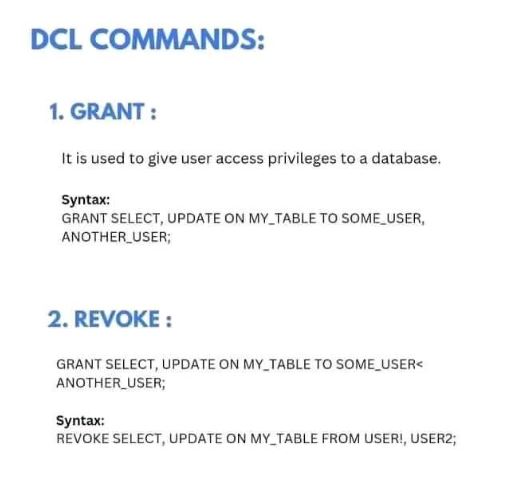 DCL COMMANDS:
1. GRANT :
It is used to give user access privileges to a database.
Syntax:
GRANT SELECT, UPDATE ON MY_TABLE TO SOME_USER,
ANOTHER_USER;
2. REVOKE :
GRANT SELECT, UPDATE ON MY_TABLE TO SOME_USER<
ANOTHER_USER;
Syntax:
REVOKE SELECT, UPDATE ON MY_TABLE FROM USER!, USER2;